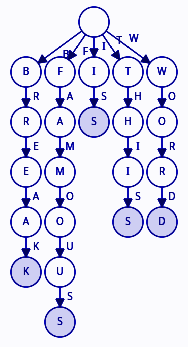 B F I T W
B F I T W
R A S H O
R A S H O
E M I R
E M I R
A O S D
A O S D
K U
K U
S
S